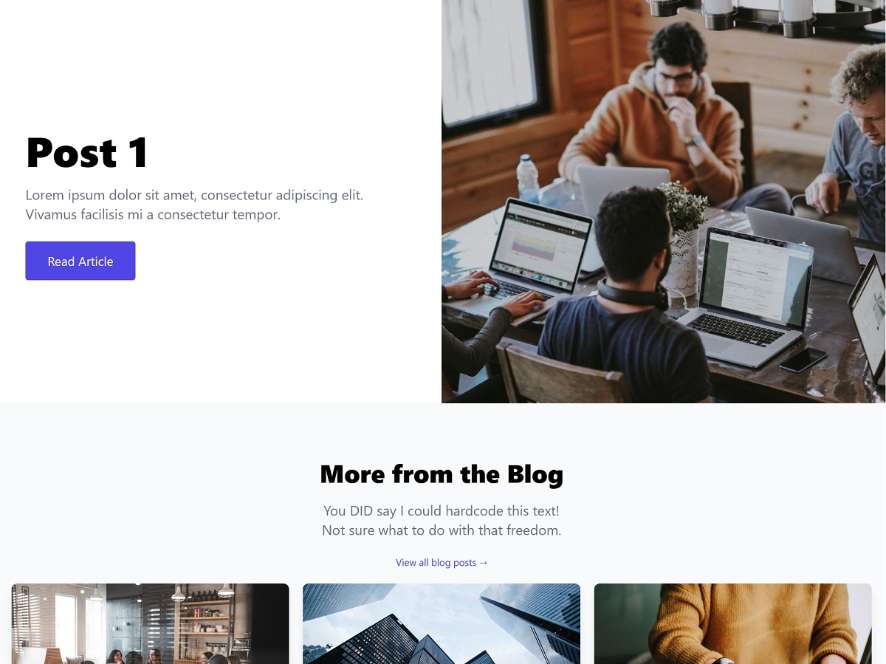 Post 1
Lorem ipsum dolor sit amet, consectetur adipiscing elit.
Vivamus facilisis mi a consectetur tempor.
Read Article
More from the Blog
You DID say I could hardcode this text!
Not sure what to do with that freedom.
View all blog posts →